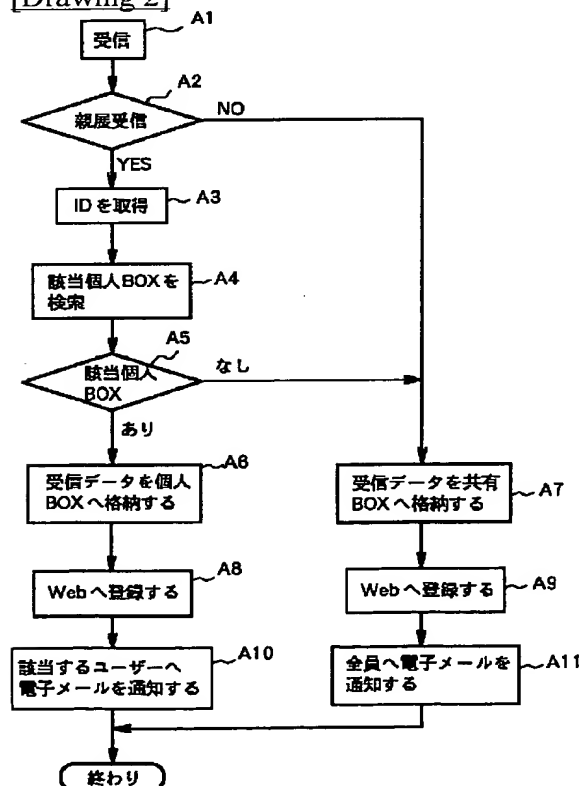 [Drawing 2]
受信
A1
親展受信
A2
NO
YES
IDを取得
A3
該当個人BOXを
検索
A4
該当個人
BOX
A5
なし
あり
受信データを個人
BOXへ格納する
A6
受信データを共有
BOXへ格納する
A7
Webへ登録する
A8
Webへ登録する
A9
該当するユーザーへ
電子メールを通知する
A10
全員へ電子メールを
通知する
A11
終わり